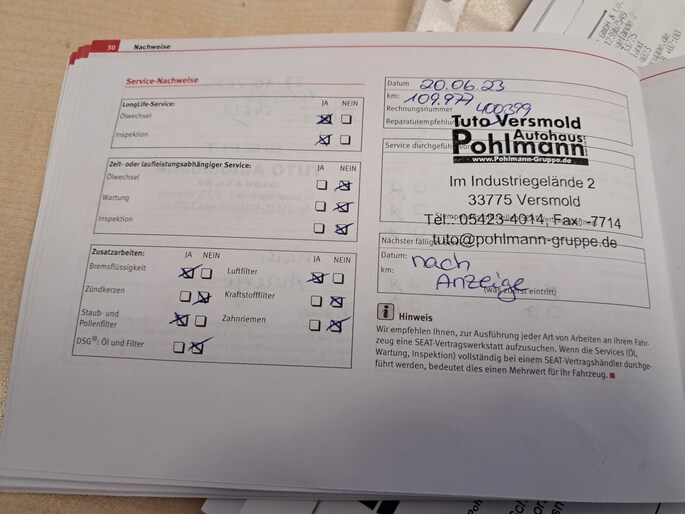 30 Nachweise
Service-Nachweise
LongLife-Service: JA NEIN
Ölwechsel
Inspektion
Zeit- oder laufleistungsabhängiger Service:
Ölwechsel JA NEIN
Wartung
Inspektion
Zusatzarbeiten: JA NEIN JA NEIN
Bremsflüssigkeit Luftfilter
Zündkerzen Kraftstofffilter
Staub- und
Pollenfilter Zahnriemen
DSG®: Öl und Filter
Datum 20.06.23
km: 109.977
Rechnungsnummer 400399
Reparaturempfehlung
Service durchgeführt von
Tuto Versmold
Autohaus
Pohlmann
www.Pohlmann-Gruppe.de
Im Industriegelände 2
33775 Versmold
Tel.: 05423-4014, Fax -7714
tuto@pohlmann-gruppe.de
Nächster fällig
Datum: nach
km: Anzeige
(was zuerst eintritt)
i Hinweis
Wir empfehlen Ihnen, zur Ausführung jeder Art von Arbeiten an Ihrem Fahr-
zeug eine SEAT-Vertragswerkstatt aufzusuchen. Wenn die Services (Öl,
Wartung, Inspektion) vollständig bei einem SEAT-Vertragshändler durchge-
führt werden, bedeutet dies einen Mehrwert für Ihr Fahrzeug.